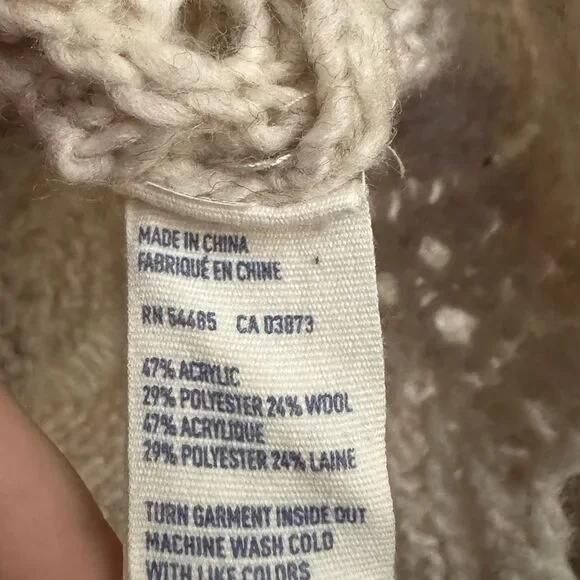 MADE IN CHINA
FABRIQUÉ EN CHINE
RN 54485 CA 03873
47% ACRYLIC
29% POLYESTER 24% WOOL
47% ACRYLIQUE
29% POLYESTER 24% LAINE
TURN GARMENT INSIDE OUT
MACHINE WASH COLD
WITH LIKE COLORS